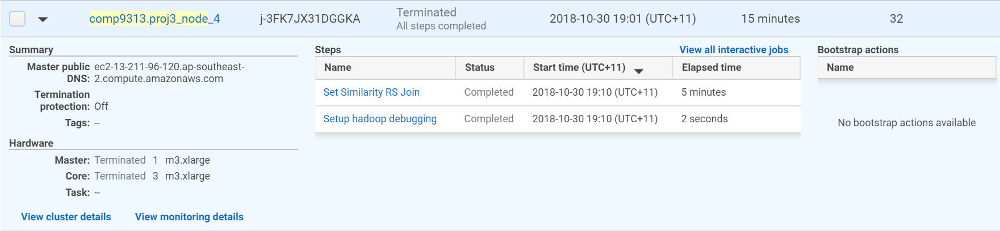 comp9313.proj3_node_4 j-3FK7JX31DGGKA Terminated 2018-10-30 19:01 (UTC+11) 15 minutes 32
All steps completed
Summary
Master public DNS: ec2-13-211-96-120.ap-southeast-
2.compute.amazonaws.com
Termination
protection: Off
Tags: --
Hardware
Master: Terminated 1 m3.xlarge
Core: Terminated 3 m3.xlarge
Task: --
View cluster details View monitoring details
Steps View all interactive jobs
Name Status Start time (UTC+11) Elapsed time
Set Similarity RS Join Completed 2018-10-30 19:10 (UTC+11) 5 minutes
Setup hadoop debugging Completed 2018-10-30 19:10 (UTC+11) 2 seconds
Bootstrap actions
Name
No bootstrap actions available